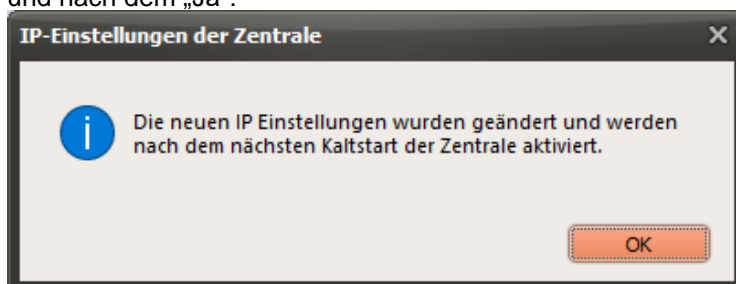 und nach dem „Ja“:
IP-Einstellungen der Zentrale
Die neuen IP Einstellungen wurden geändert und werden
nach dem nächsten Kaltstart der Zentrale aktiviert.
OK